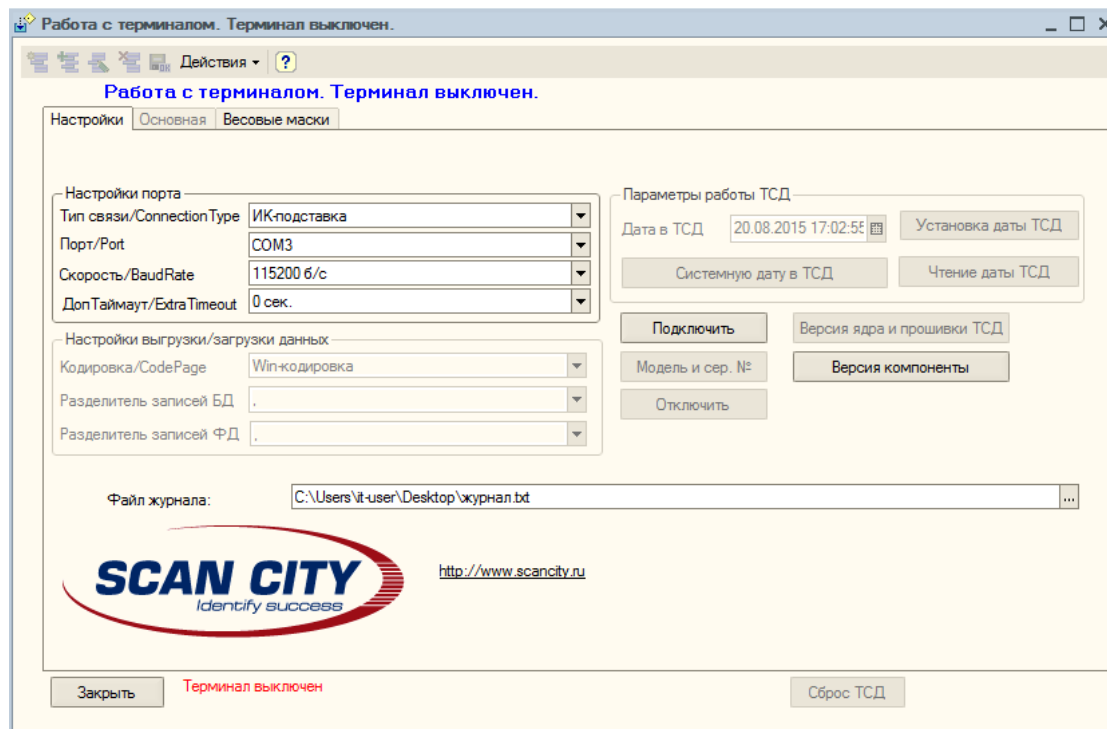 Работа с терминалом. Терминал выключен.
Действия
Работа с терминалом. Терминал выключен.
Настройки Основная Весовые маски
Настройки порта
Тип связи/ConnectionType ИК-подставка
Порт/Port COM3
Скорость/BaudRate 115200 б/с
ДопТаймаут/ExtraTimeout 0 сек.
Параметры работы ТСД
Дата в ТСД 20.08.2015 17:02:55 Установка даты ТСД
Системную дату в ТСД Чтение даты ТСД
Подключить Версия ядра и прошивки ТСД
Модель и сер. № Версия компоненты
Отключить
Настройки выгрузки/загрузки данных
Кодировка/CodePage Win-кодировка
Разделитель записей БД ,
Разделитель записей ФД ,
Файл журнала: C:\Users\it-user\Desktop\журнал.txt ...
SCAN CITY
Identify success
http://www.scancity.ru
Закрыть Терминал выключен Сброс ТСД